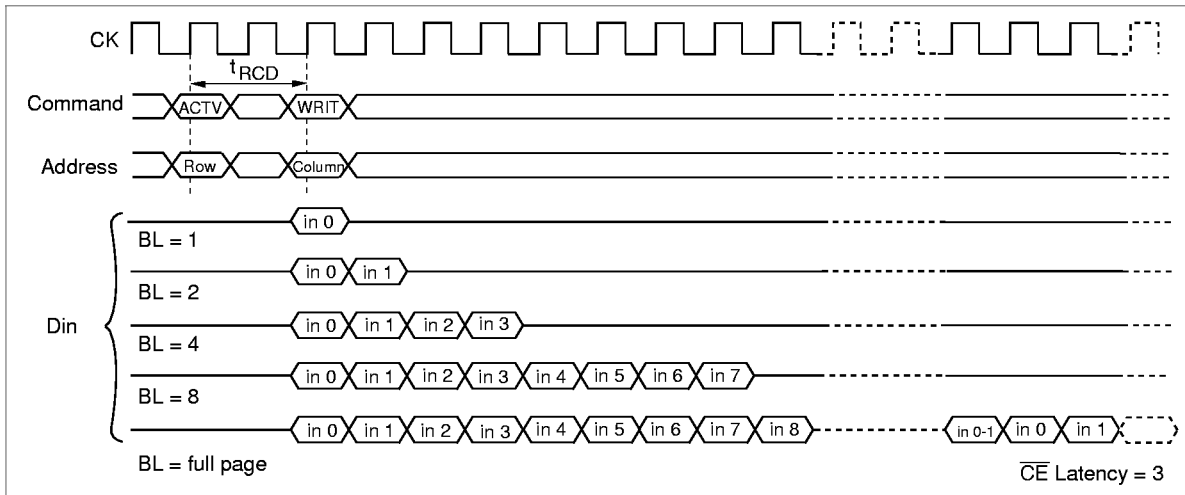 CK
t RCD
Command ACTV WRIT
Address Row Column
in 0
BL = 1
in 0 in 1
BL = 2
Din
in 0 in 1 in 2 in 3
BL = 4
in 0 in 1 in 2 in 3 in 4 in 5 in 6 in 7
BL = 8
in 0 in 1 in 2 in 3 in 4 in 5 in 6 in 7 in 8 in 0-1 in 0 in 1
BL = full page
CE Latency = 3